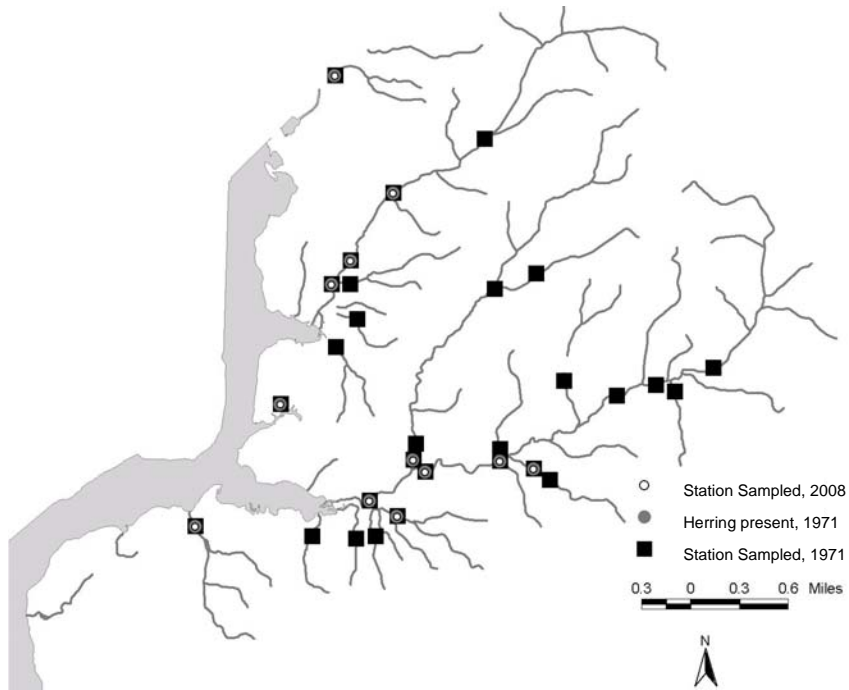 Station Sampled, 2008
Herring present, 1971
Station Sampled, 1971
0.3 0 0.3 0.6 Miles
N